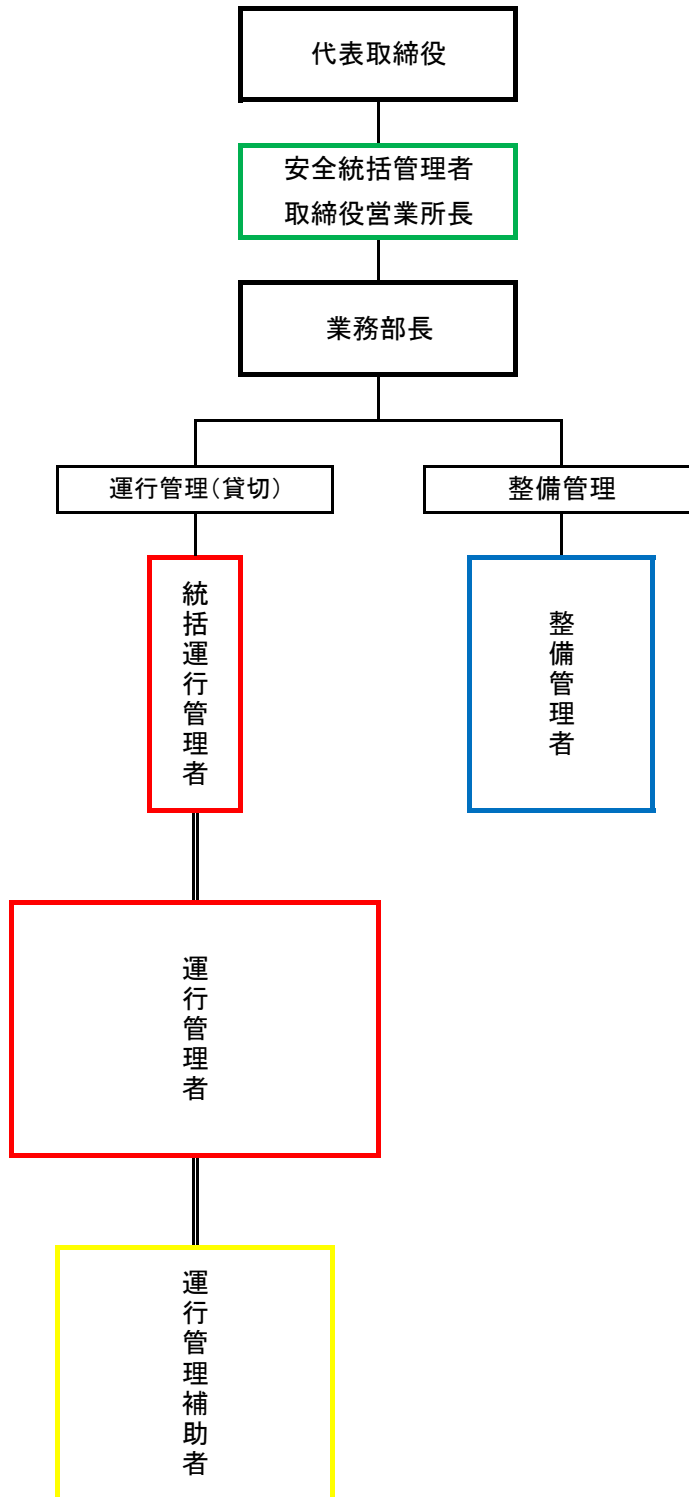 代表取締役
安全統括管理者
取締役営業所長
業務部長
運行管理（貸切）
整備管理
統括運行管理者
整備管理者
運行管理者
運行管理補助者